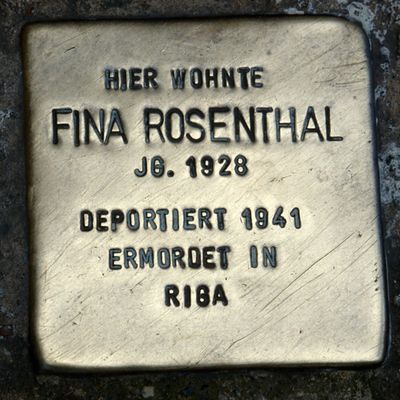 HIER WOHNTE
FINA ROSENTHAL
JG. 1928
DEPORTIERT 1941
ERMORDET IN
RIGA